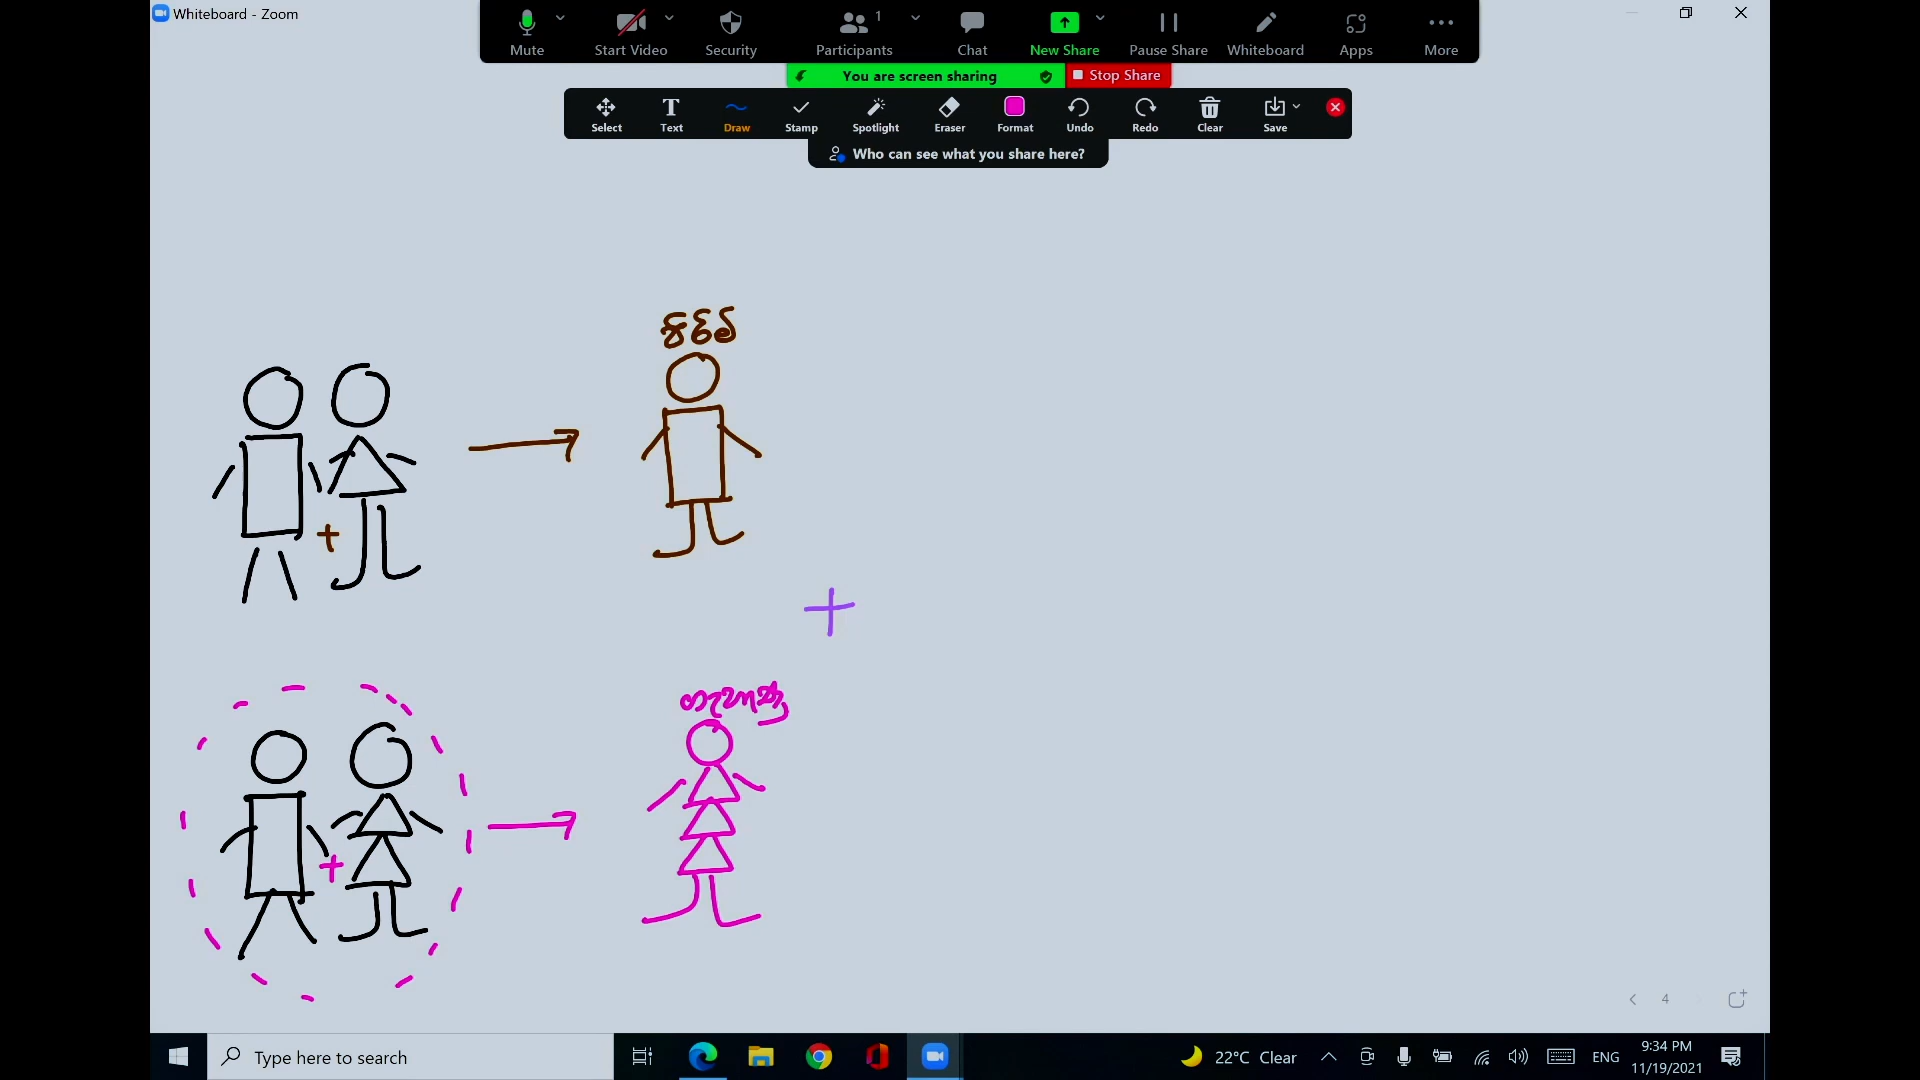 Whiteboard - Zoom
Mute
Start Video
Security
Participants
1
Chat
New Share
Pause Share
Whiteboard
Apps
More
You are screen sharing
Stop Share
Select
Text
Draw
Stamp
Spotlight
Eraser
Format
Undo
Redo
Clear
Save
Who can see what you share here?
+
+
+
4
Type here to search
22°C Clear
ENG
9:34 PM
11/19/2021